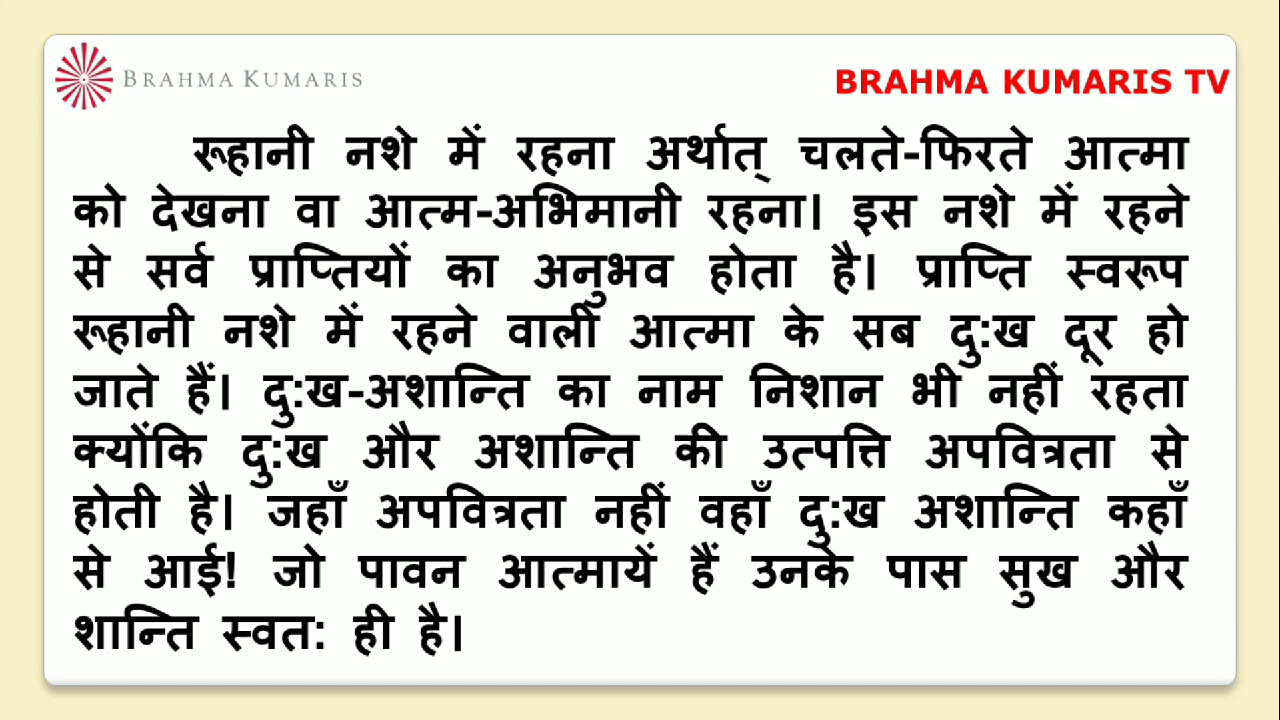 BRAHMA KUMARIS
BRAHMA KUMARIS TV
रूहानी नशे में रहना अर्थात् चलते-फिरते आत्मा
को देखना वा आत्म-अभिमानी रहना। इस नशे में रहने
से सर्व प्राप्तियों का अनुभव होता है। प्राप्ति स्वरूप
रूहानी नशे में रहने वाली आत्मा के सब दु:ख दूर हो
जाते हैं। दु:ख-अशान्ति का नाम निशान भी नहीं रहता
क्योंकि दु:ख और अशान्ति की उत्पत्ति अपवित्रता से
होती है। जहाँ अपवित्रता नहीं वहाँ दु:ख अशान्ति कहाँ
से आई! जो पावन आत्मायें हैं उनके पास सुख और
शान्ति स्वत: ही है।